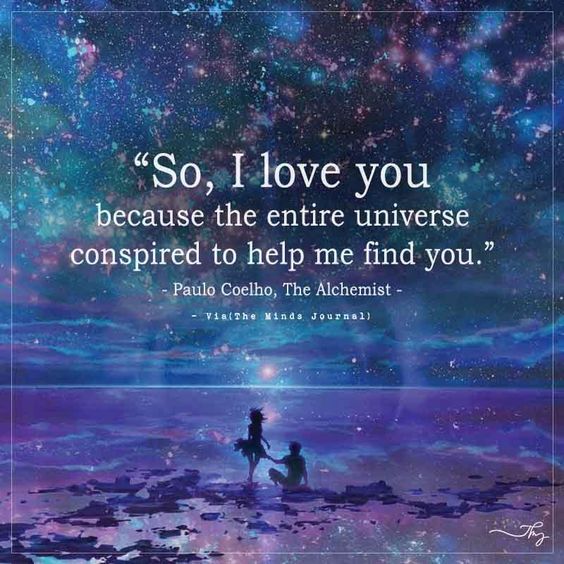 “So, I love you
because the entire universe
conspired to help me find you.”
- Paulo Coelho, The Alchemist -
- Via(The Minds Journal)